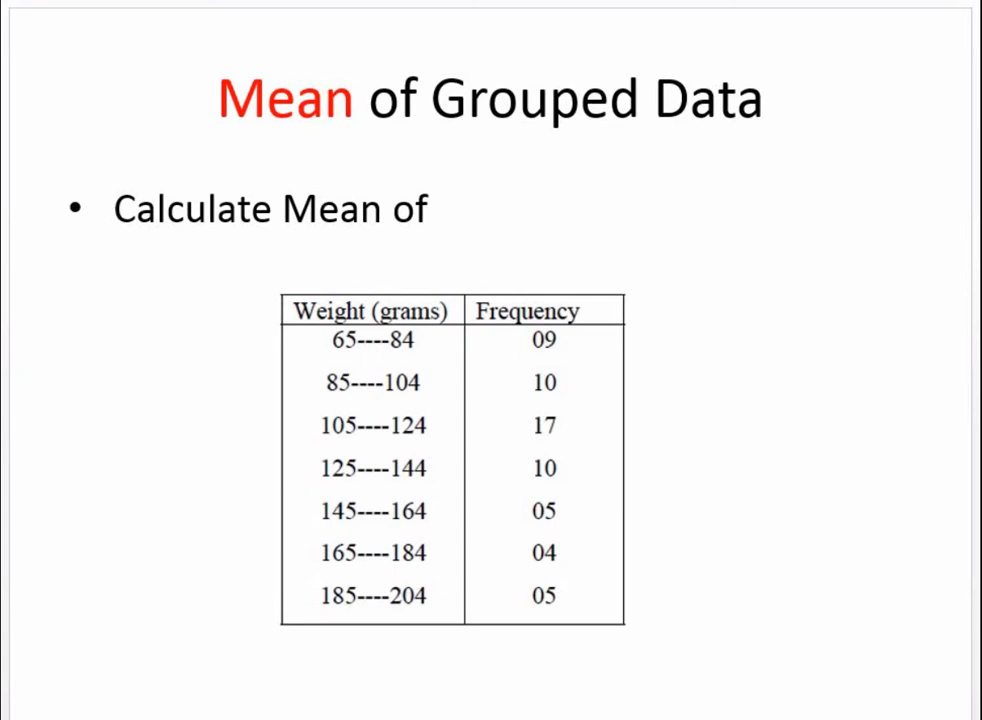 Mean of Grouped Data
• Calculate Mean of
Weight (grams) Frequency
65----84 09
85----104 10
105----124 17
125----144 10
145----164 05
165----184 04
185----204 05